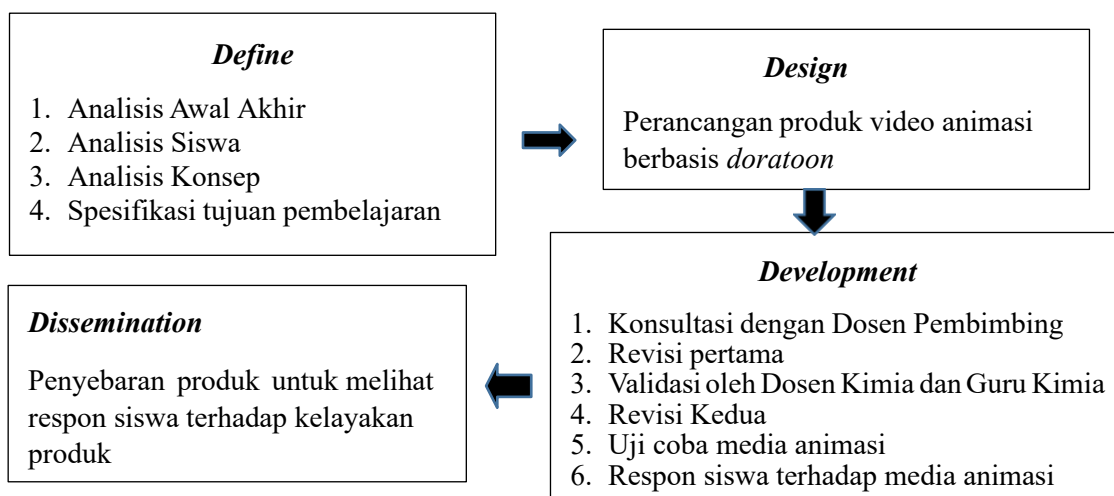 Define
1. Analisis Awal Akhir
2. Analisis Siswa
3. Analisis Konsep
4. Spesifikasi tujuan pembelajaran
Design
Perancangan produk video animasi
berbasis doratoon
Development
1. Konsultasi dengan Dosen Pembimbing
2. Revisi pertama
3. Validasi oleh Dosen Kimia dan Guru Kimia
4. Revisi Kedua
5. Uji coba media animasi
6. Respon siswa terhadap media animasi
Dissemination
Penyebaran produk untuk melihat
respon siswa terhadap kelayakan
produk